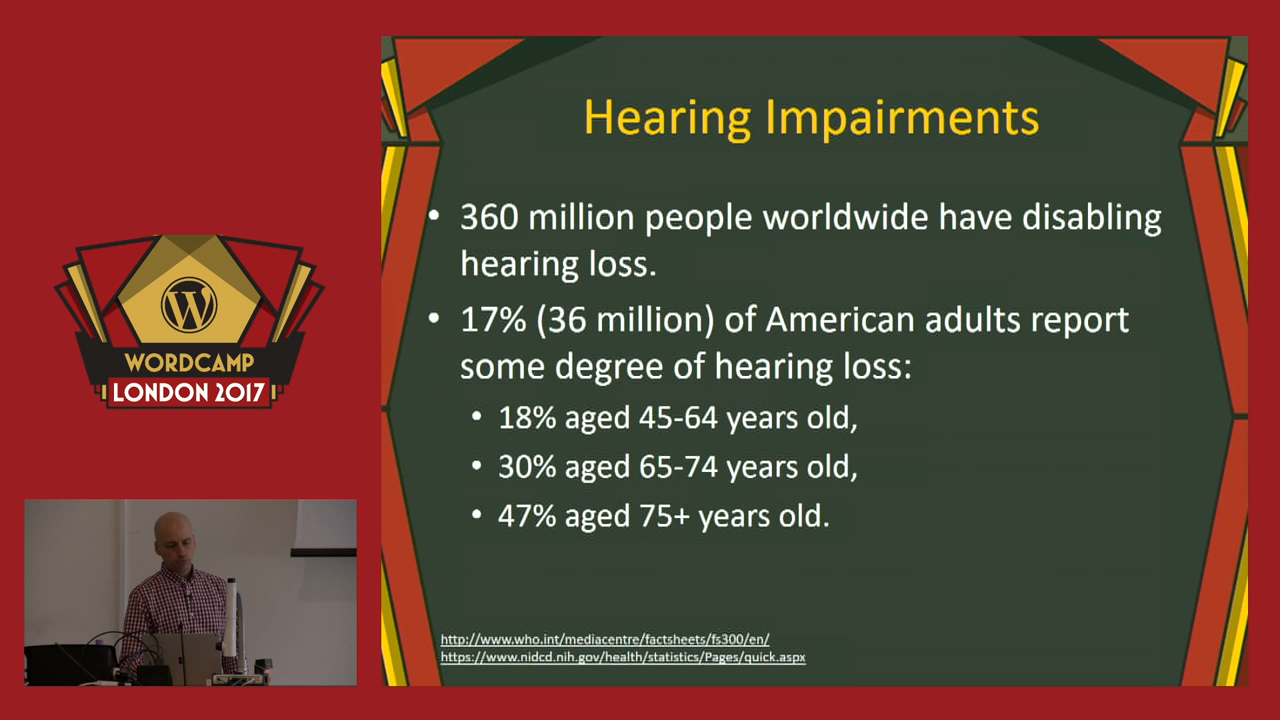 Hearing Impairments
• 360 million people worldwide have disabling
hearing loss.
• 17% (36 million) of American adults report
some degree of hearing loss:
• 18% aged 45-64 years old,
• 30% aged 65-74 years old,
• 47% aged 75+ years old.
http://www.who.int/mediacentre/factsheets/fs300/en/
https://www.nidcd.nih.gov/health/statistics/Pages/quick.aspx
WORDCAMP
LONDON 2017